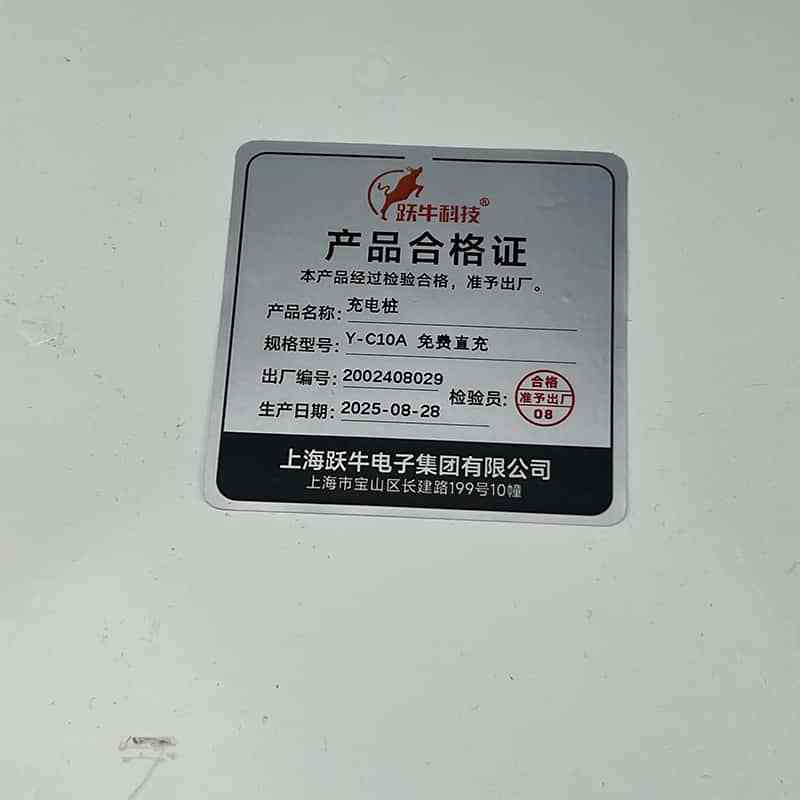 跃牛科技®
产品合格证
本产品经过检验合格，准予出厂。
产品名称：充电桩
规格型号：Y-C10A 免费直充
出厂编号：2002408029
检验员：
合格
准予出厂
08
生产日期：2025-08-28
上海跃牛电子集团有限公司
上海市宝山区长建路199号10幢